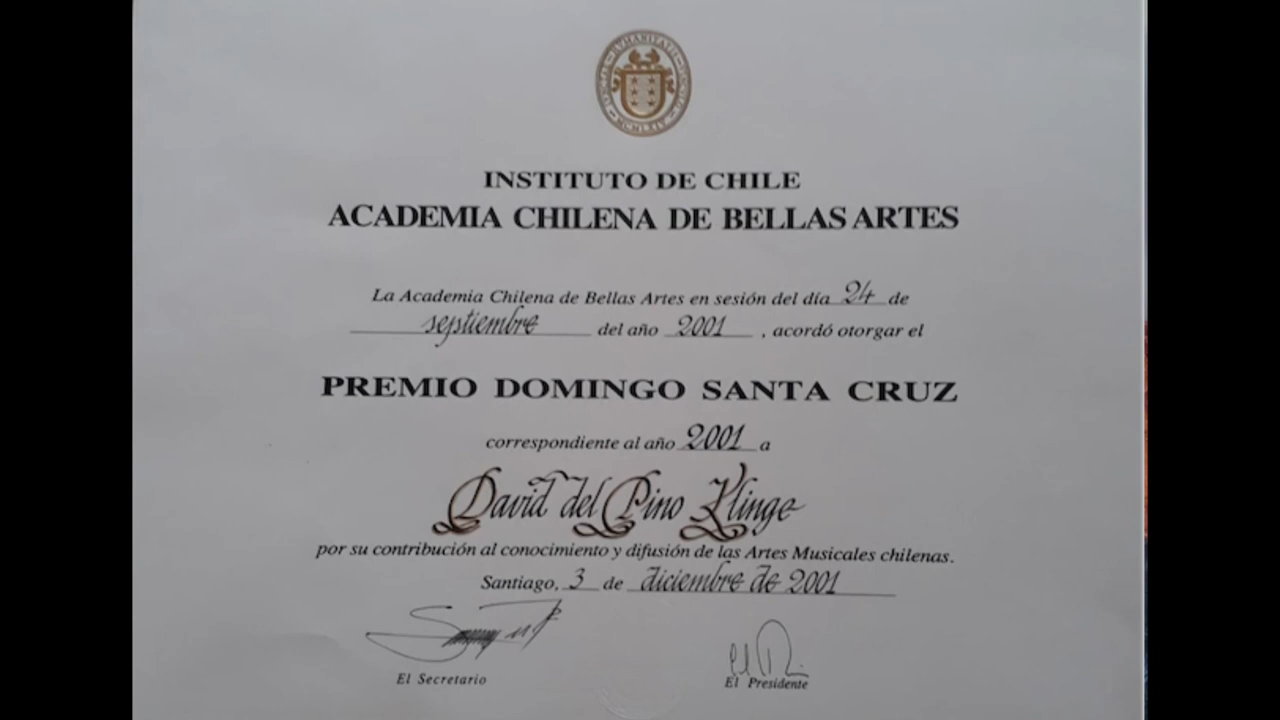 INSTITUTO DE CHILE
ACADEMIA CHILENA DE BELLAS ARTES
La Academia Chilena de Bellas Artes en sesión del día 24 de
septiembre del año 2001, acordó otorgar el
PREMIO DOMINGO SANTA CRUZ
correspondiente al año 2001 a
David del Pino Klinge
por su contribución al conocimiento y difusión de las Artes Musicales chilenas.
Santiago, 3 de diciembre de 2001
El Secretario
El Presidente